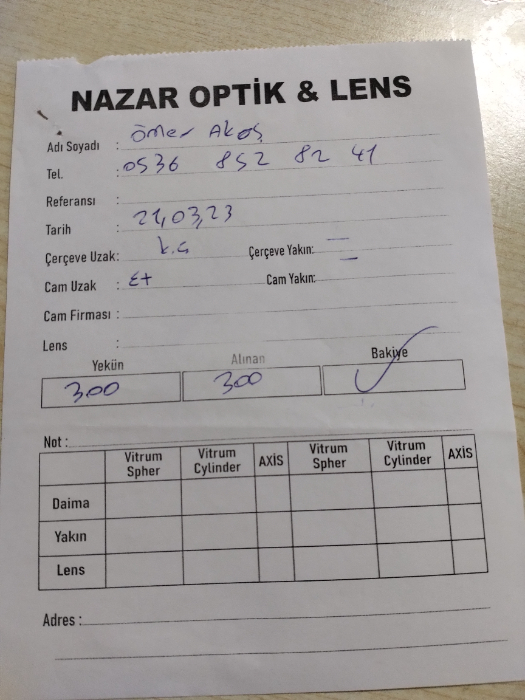 NAZAR OPTİK & LENS
Adı Soyadı : Ömer Akoş
Tel. : 0536 852 82 41
Referansı :
Tarih : 21,03,23
Çerçeve Uzak: k.G Çerçeve Yakın: —
Cam Uzak : E+ Cam Yakın: —
Cam Firması :
Lens :
Yekün Alınan Bakiye
300 300 ✓
Not :
Vitrum Spher Vitrum Cylinder AXİS Vitrum Spher Vitrum Cylinder AXİS
Daima
Yakın
Lens
Adres :